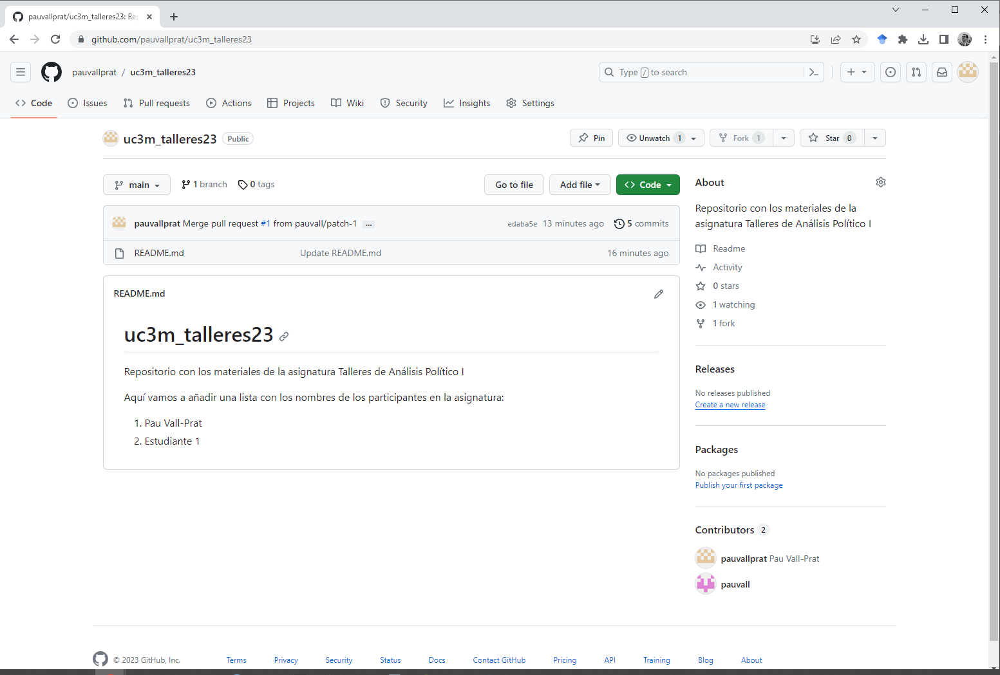 pauvallprat/uc3m_talleres23: Re
github.com/pauvallprat/uc3m_talleres23
pauvallprat / uc3m_talleres23
Type / to search
Code Issues Pull requests Actions Projects Wiki Security Insights Settings
uc3m_talleres23 Public
Pin Unwatch 1 Fork 1 Star 0
main 1 branch 0 tags Go to file Add file Code
pauvallprat Merge pull request #1 from pauvall/patch-1 ... edaba5e 13 minutes ago 5 commits
README.md Update README.md 16 minutes ago
README.md
uc3m_talleres23
Repositorio con los materiales de la asignatura Talleres de Análisis Político I
Aquí vamos a añadir una lista con los nombres de los participantes en la asignatura:
1. Pau Vall-Prat
2. Estudiante 1
About
Repositorio con los materiales de la
asignatura Talleres de Análisis Político I
Readme
Activity
0 stars
1 watching
1 fork
Releases
No releases published
Create a new release
Packages
No packages published
Publish your first package
Contributors 2
pauvallprat Pau Vall-Prat
pauvall
© 2023 GitHub, Inc. Terms Privacy Security Status Docs Contact GitHub Pricing API Training Blog About